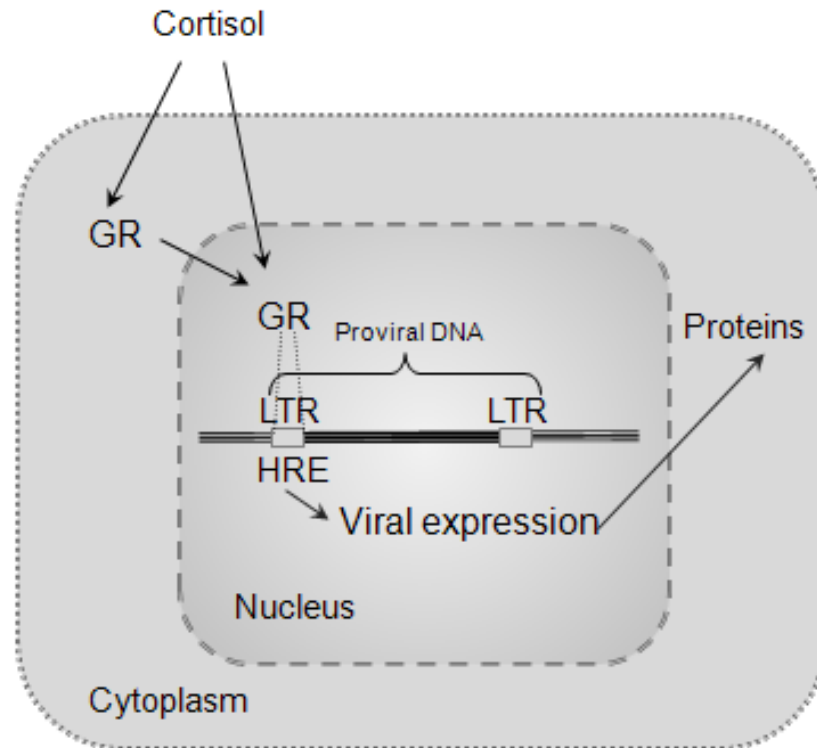 Cortisol
GR
GR
Proviral DNA
Proteins
LTR
LTR
HRE
Viral expression
Nucleus
Cytoplasm